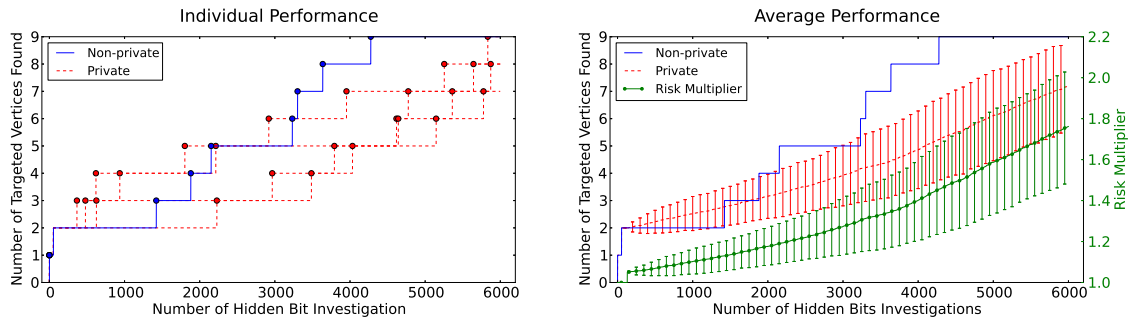 Individual Performance
Number of Targeted Vertices Found
9
8
7
6
5
4
3
2
1
0
Non-private
Private
0 1000 2000 3000 4000 5000 6000
Number of Hidden Bit Investigation
Average Performance
Number of Targeted Vertices Found
9
8
7
6
5
4
3
2
1
0
Non-private
Private
Risk Multiplier
2.2
2.0
1.8
1.6
1.4
1.2
1.0
Risk Multiplier
0 1000 2000 3000 4000 5000 6000
Number of Hidden Bits Investigations